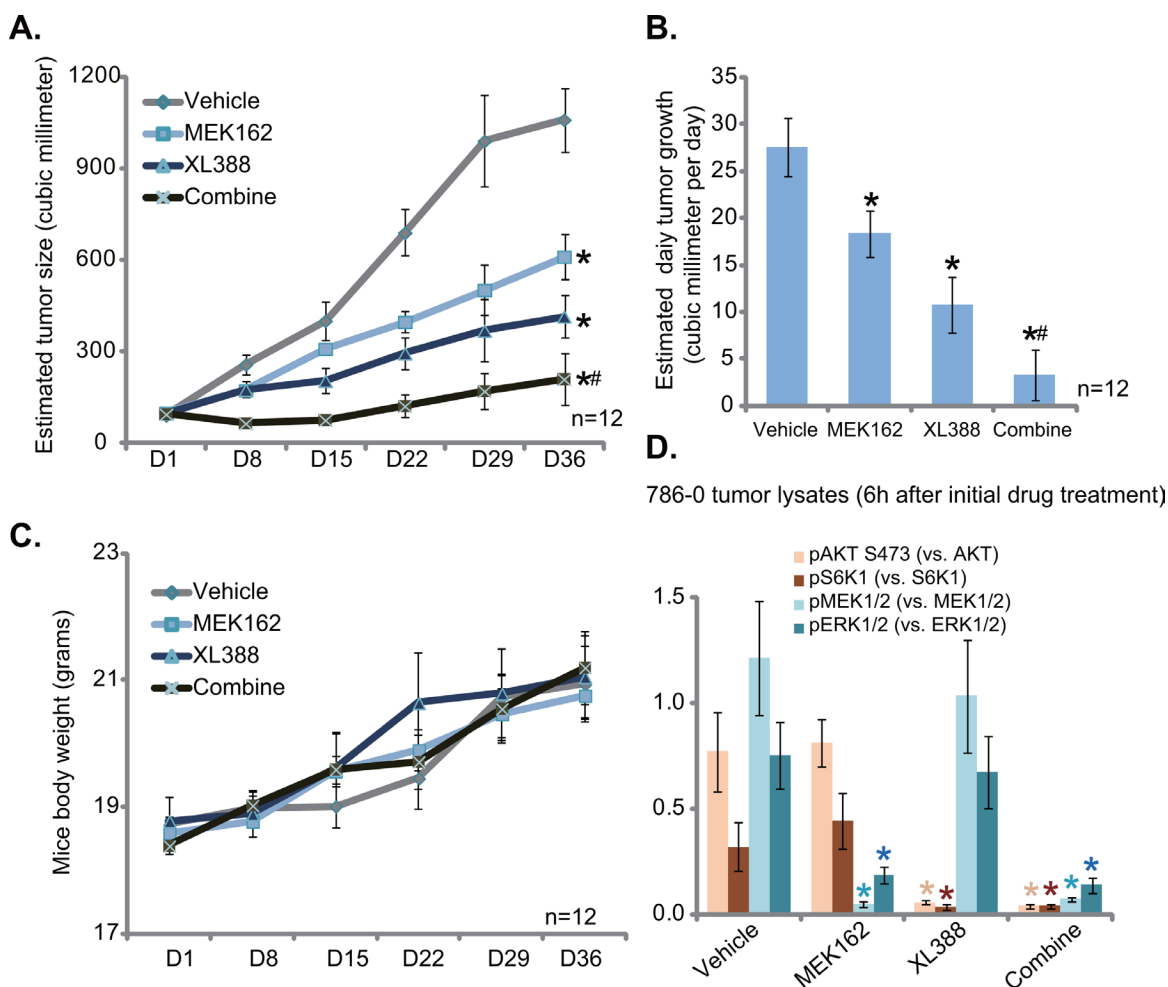 A.
Estimated tumor size (cubic millimeter)
1200
900
600
300
0
Vehicle
MEK162
XL388
Combine
*
*
*#
n=12
D1 D8 D15 D22 D29 D36
B.
Estimated daiy tumor growth
(cubic millimeter per day)
35
30
25
20
15
10
5
0
*
*
*#
n=12
Vehicle MEK162 XL388 Combine
C.
Mice body weight (grams)
23
21
19
17
Vehicle
MEK162
XL388
Combine
n=12
D1 D8 D15 D22 D29 D36
D.
786-0 tumor lysates (6h after initial drug treatment)
pAKT S473 (vs. AKT)
pS6K1 (vs. S6K1)
pMEK1/2 (vs. MEK1/2)
pERK1/2 (vs. ERK1/2)
1.5
1.0
0.5
0.0
* * * * * * * *
Vehicle MEK162 XL388 Combine